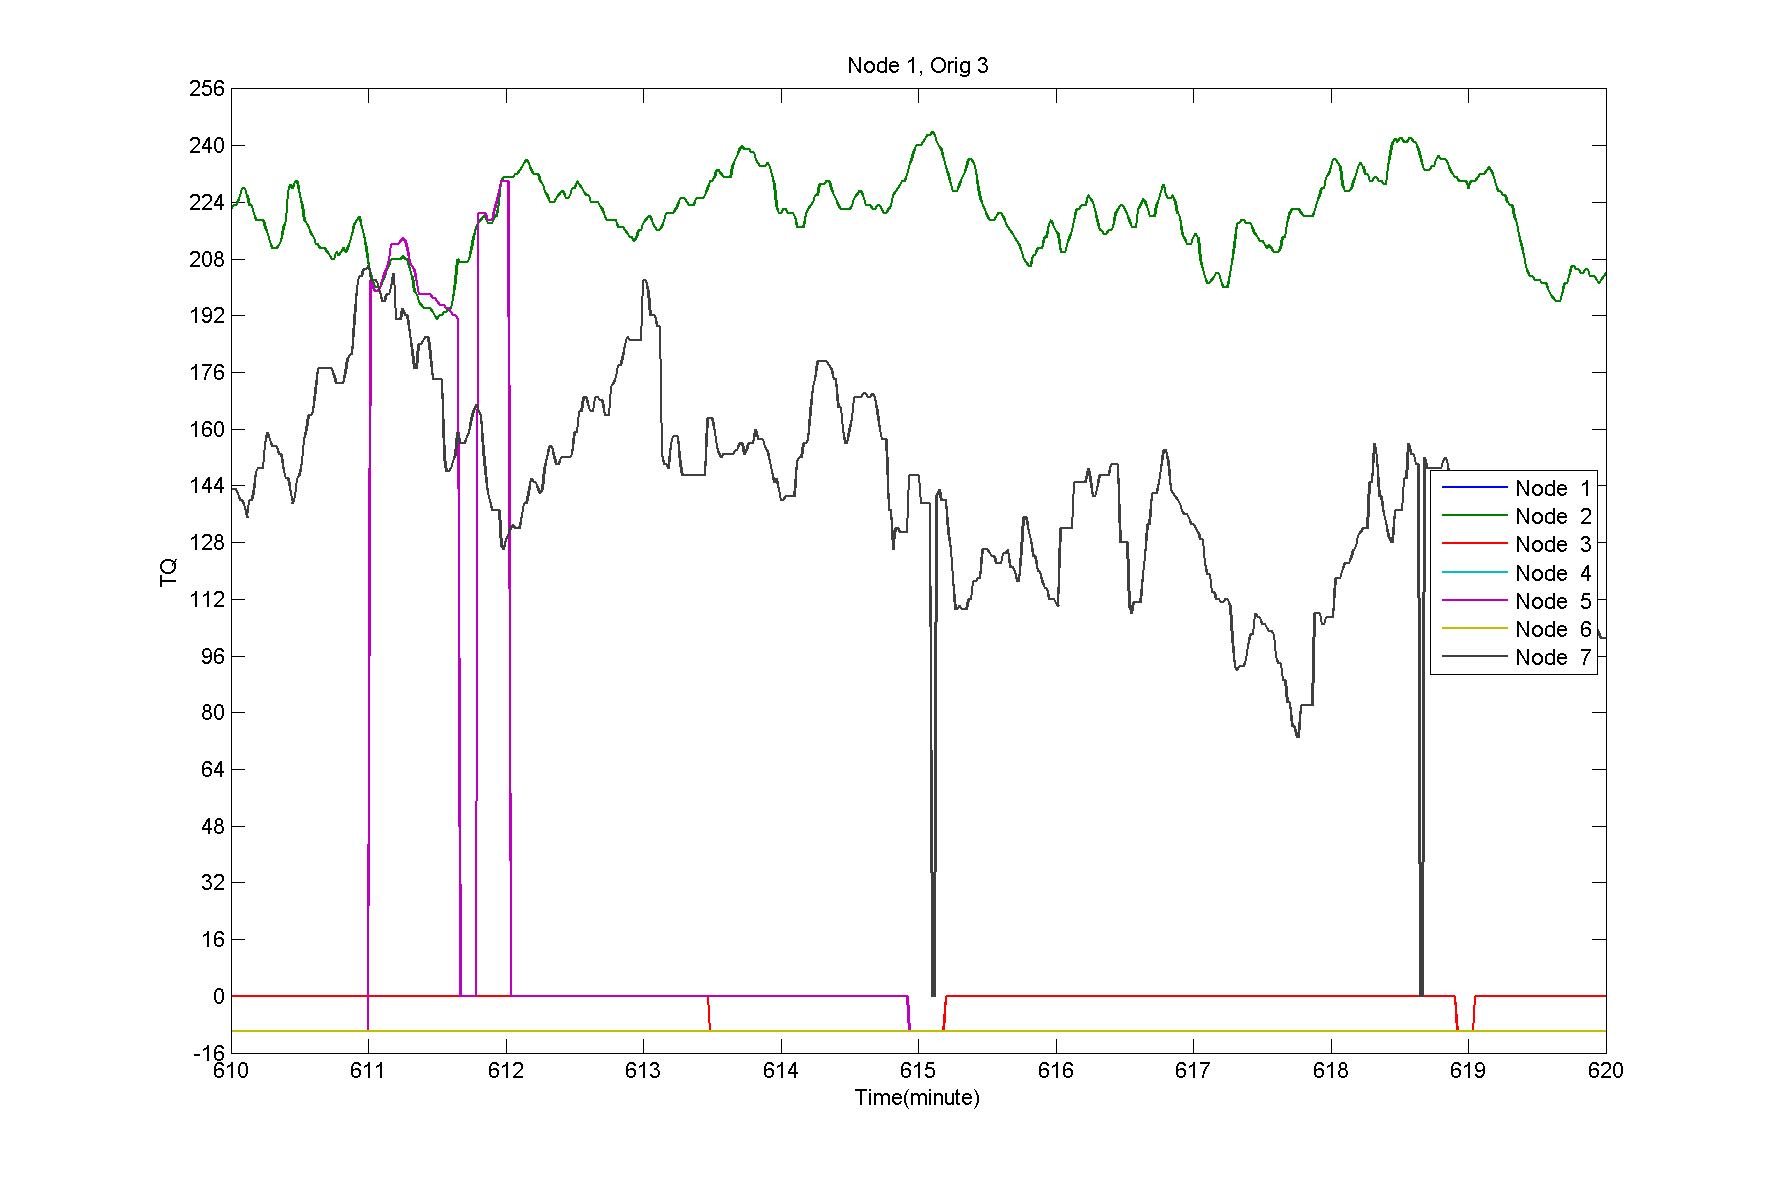 Node 1, Orig 3
256
240
224
208
192
176
160
144
128
112
96
80
64
48
32
16
0
-16
TQ
Node 1
Node 2
Node 3
Node 4
Node 5
Node 6
Node 7
610 611 612 613 614 615 616 617 618 619 620
Time(minute)